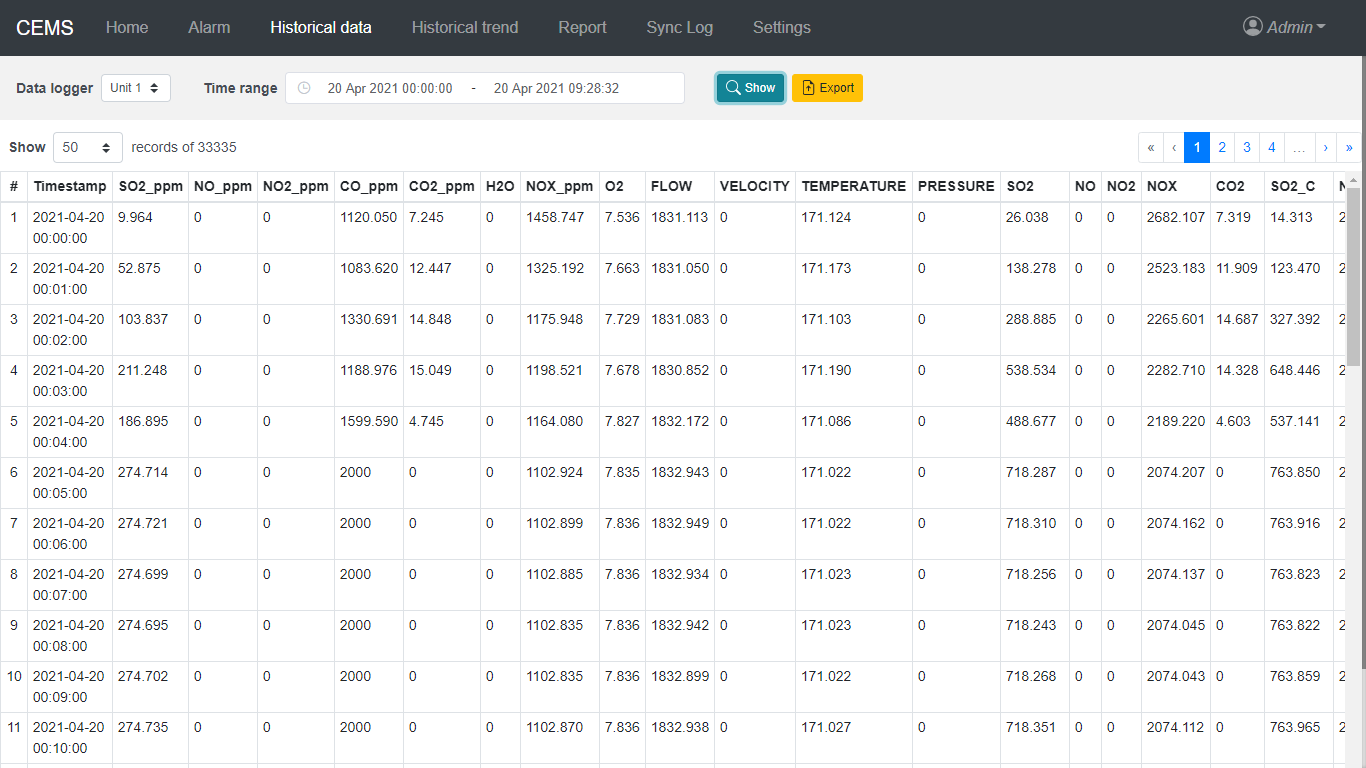 CEMS Home Alarm Historical data Historical trend Report Sync Log Settings Admin
Data logger Unit 1 Time range 20 Apr 2021 00:00:00 - 20 Apr 2021 09:28:32 Show Export
Show 50 records of 33335 « ‹ 1 2 3 4 … › »
# Timestamp SO2_ppm NO_ppm NO2_ppm CO_ppm CO2_ppm H2O NOX_ppm O2 FLOW VELOCITY TEMPERATURE PRESSURE SO2 NO NO2 NOX CO2 SO2_C
1 2021-04-20 9.964 0 0 1120.050 7.245 0 1458.747 7.536 1831.113 0 171.124 0 26.038 0 0 2682.107 7.319 14.313
00:00:00
2 2021-04-20 52.875 0 0 1083.620 12.447 0 1325.192 7.663 1831.050 0 171.173 0 138.278 0 0 2523.183 11.909 123.470
00:01:00
3 2021-04-20 103.837 0 0 1330.691 14.848 0 1175.948 7.729 1831.083 0 171.103 0 288.885 0 0 2265.601 14.687 327.392
00:02:00
4 2021-04-20 211.248 0 0 1188.976 15.049 0 1198.521 7.678 1830.852 0 171.190 0 538.534 0 0 2282.710 14.328 648.446
00:03:00
5 2021-04-20 186.895 0 0 1599.590 4.745 0 1164.080 7.827 1832.172 0 171.086 0 488.677 0 0 2189.220 4.603 537.141
00:04:00
6 2021-04-20 274.714 0 0 2000 0 0 1102.924 7.835 1832.943 0 171.022 0 718.287 0 0 2074.207 0 763.850
00:05:00
7 2021-04-20 274.721 0 0 2000 0 0 1102.899 7.836 1832.949 0 171.022 0 718.310 0 0 2074.162 0 763.916
00:06:00
8 2021-04-20 274.699 0 0 2000 0 0 1102.885 7.836 1832.934 0 171.023 0 718.256 0 0 2074.137 0 763.823
00:07:00
9 2021-04-20 274.695 0 0 2000 0 0 1102.835 7.836 1832.942 0 171.023 0 718.243 0 0 2074.045 0 763.822
00:08:00
10 2021-04-20 274.702 0 0 2000 0 0 1102.835 7.836 1832.899 0 171.022 0 718.268 0 0 2074.043 0 763.859
00:09:00
11 2021-04-20 274.735 0 0 2000 0 0 1102.870 7.836 1832.938 0 171.027 0 718.351 0 0 2074.112 0 763.965
00:10:00